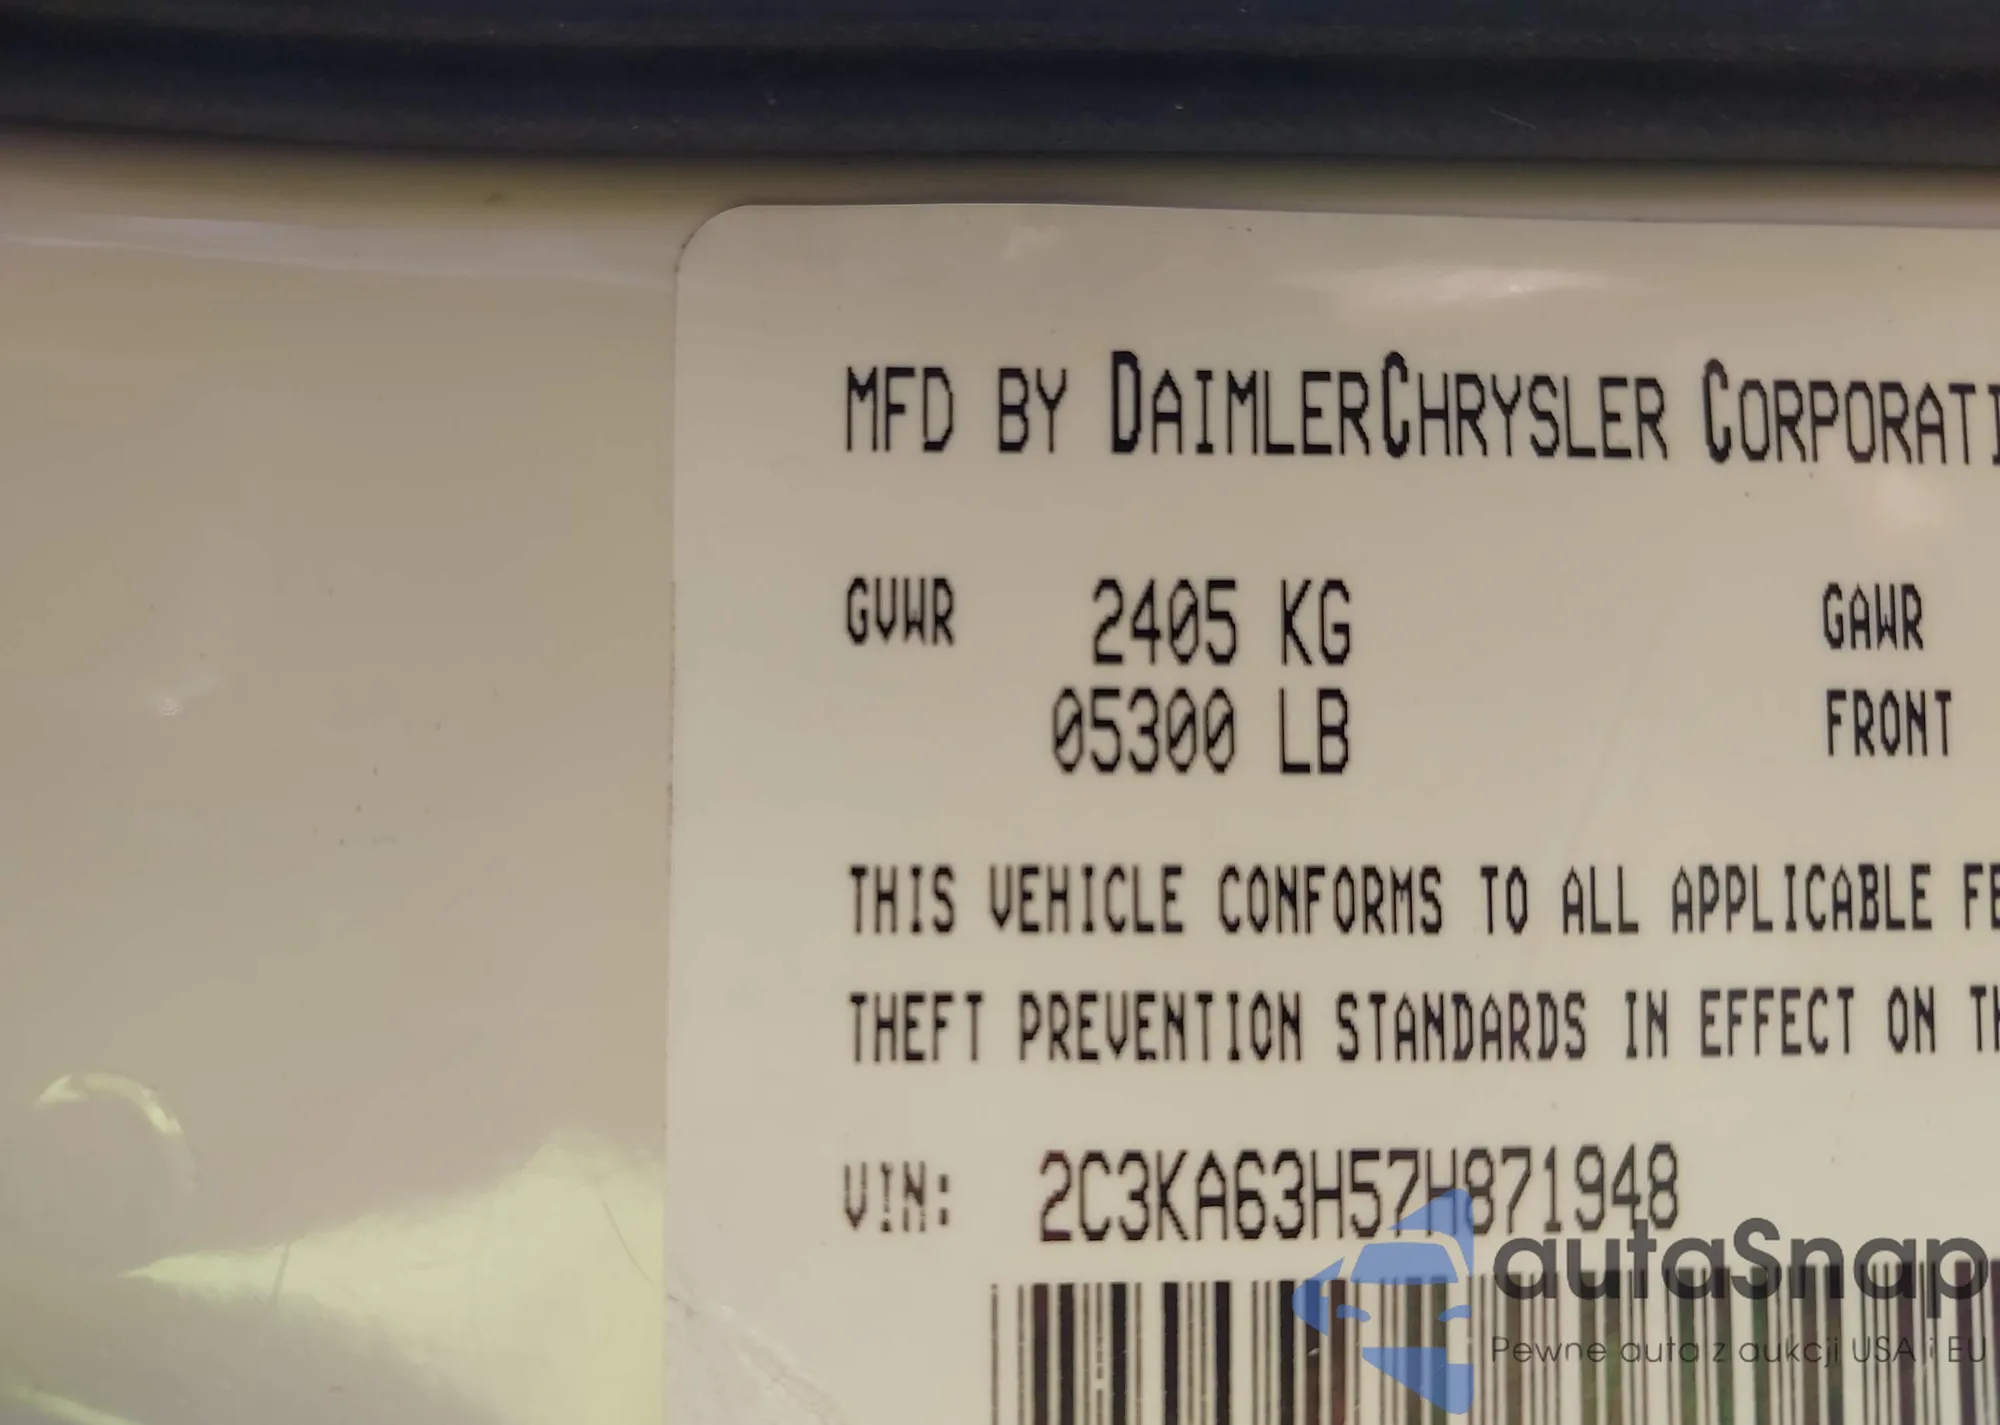 MFD BY DAIMLERCHRYSLER CORPORATI
GVWR 2405 KG GAWR
05300 LB FRONT
THIS VEHICLE CONFORMS TO ALL APPLICABLE FE
THEFT PREVENTION STANDARDS IN EFFECT ON TH
VIN: 2C3KA63H57H871948
autaSnap
Pewne auta z aukcji USA i EU